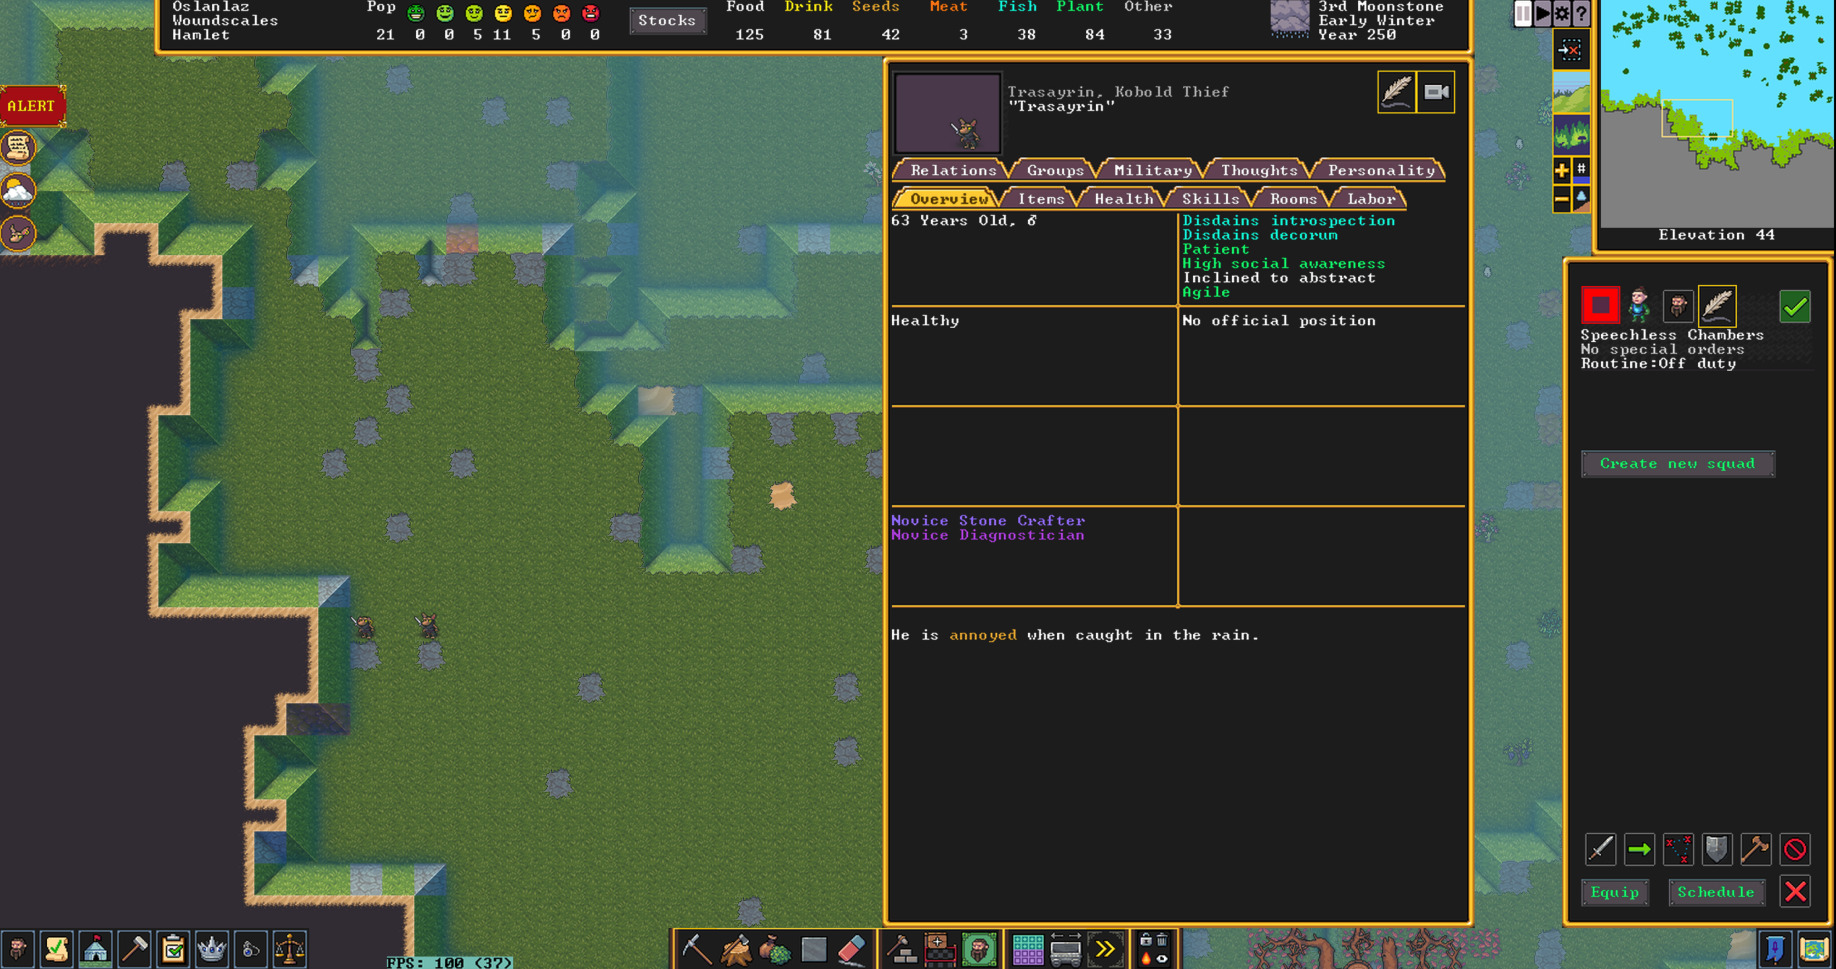 Oslanlaz
Woundscales
Hamlet
Pop
21 0 0 5 11 5 0 0
Stocks
Food Drink Seeds Meat Fish Plant Other
125 81 42 3 38 84 33
3rd Moonstone
Early Winter
Year 250
?
#
Elevation 44
ALERT
Trasayrin, Kobold Thief
"Trasayrin"
Relations Groups Military Thoughts Personality
Overview Items Health Skills Rooms Labor
63 Years Old, ♂
Disdains introspection
Disdains decorum
Patient
High social awareness
Inclined to abstract
Agile
Healthy
No official position
Novice Stone Crafter
Novice Diagnostician
He is annoyed when caught in the rain.
Speechless Chambers
No special orders
Routine:Off duty
Create new squad
Equip
Schedule
FPS: 100 (37)